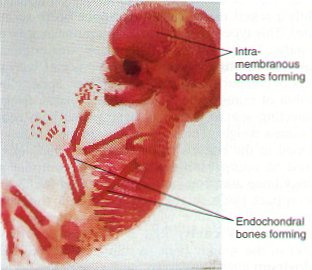 Intra-
membranous
bones forming
Endochondral
bones forming